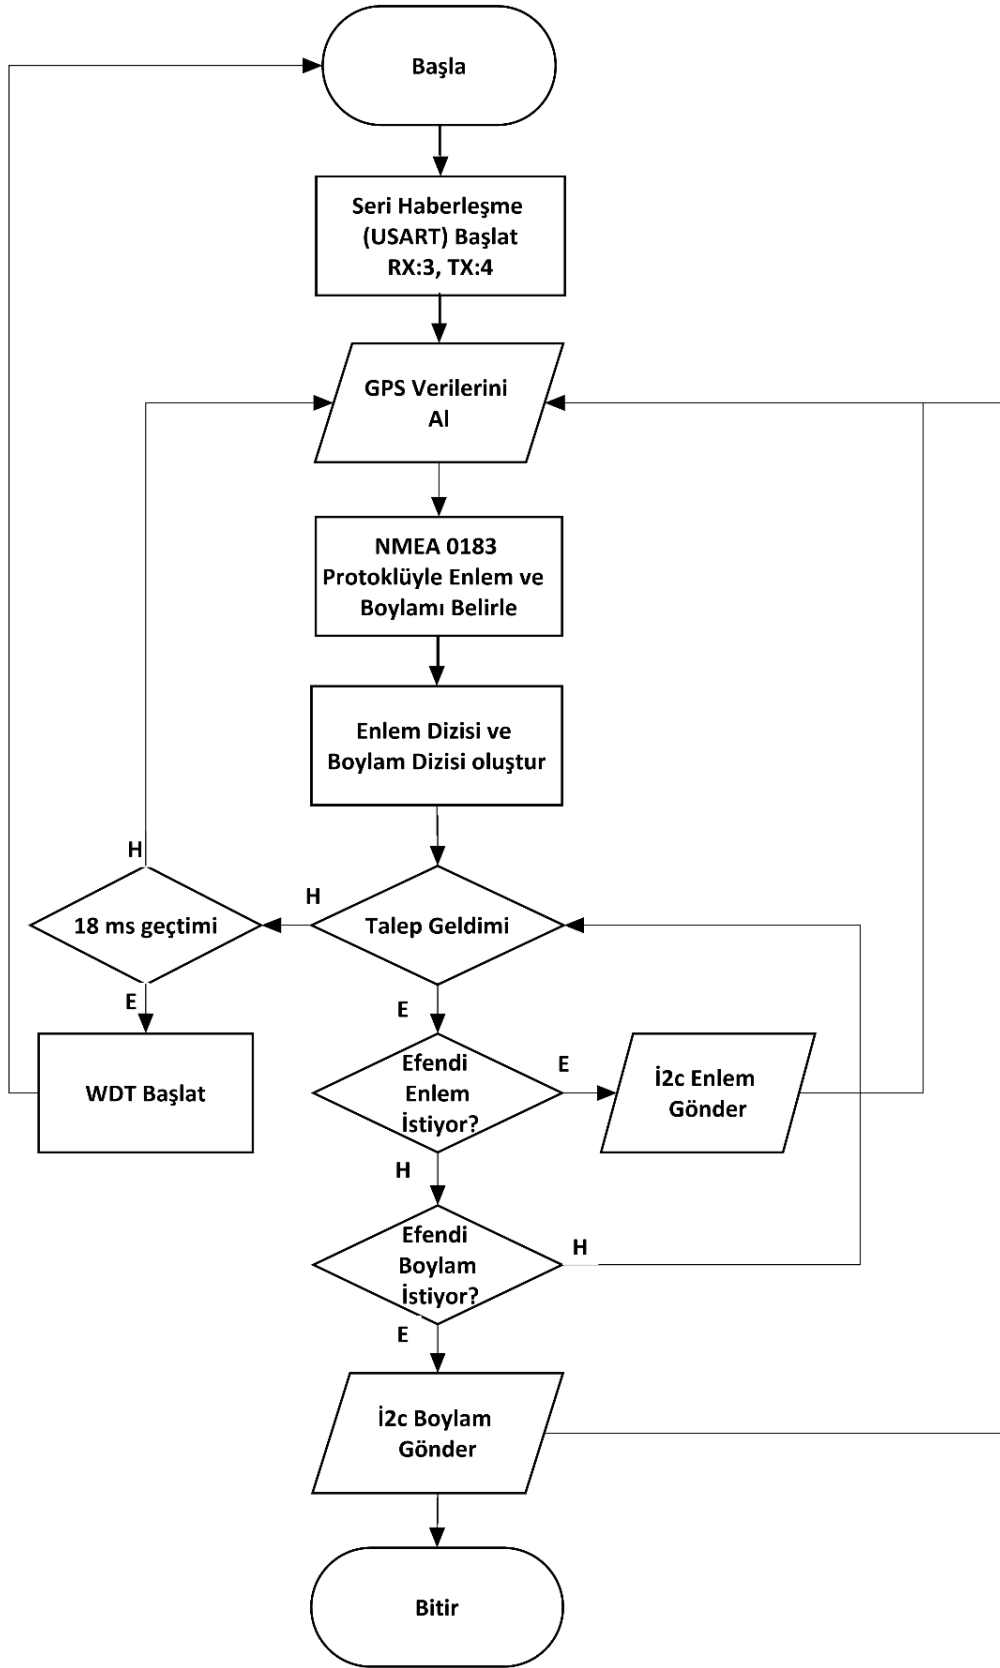 Başla
Seri Haberleşme
(USART) Başlat
RX:3, TX:4
GPS Verilerini
Al
NMEA 0183
Protoklüyle Enlem ve
Boylamı Belirle
Enlem Dizisi ve
Boylam Dizisi oluştur
H
H
18 ms geçtimi
Talep Geldimi
E
E
WDT Başlat
Efendi
Enlem
İstiyor?
E
İ2c Enlem
Gönder
H
Efendi
Boylam
İstiyor?
H
E
İ2c Boylam
Gönder
Bitir